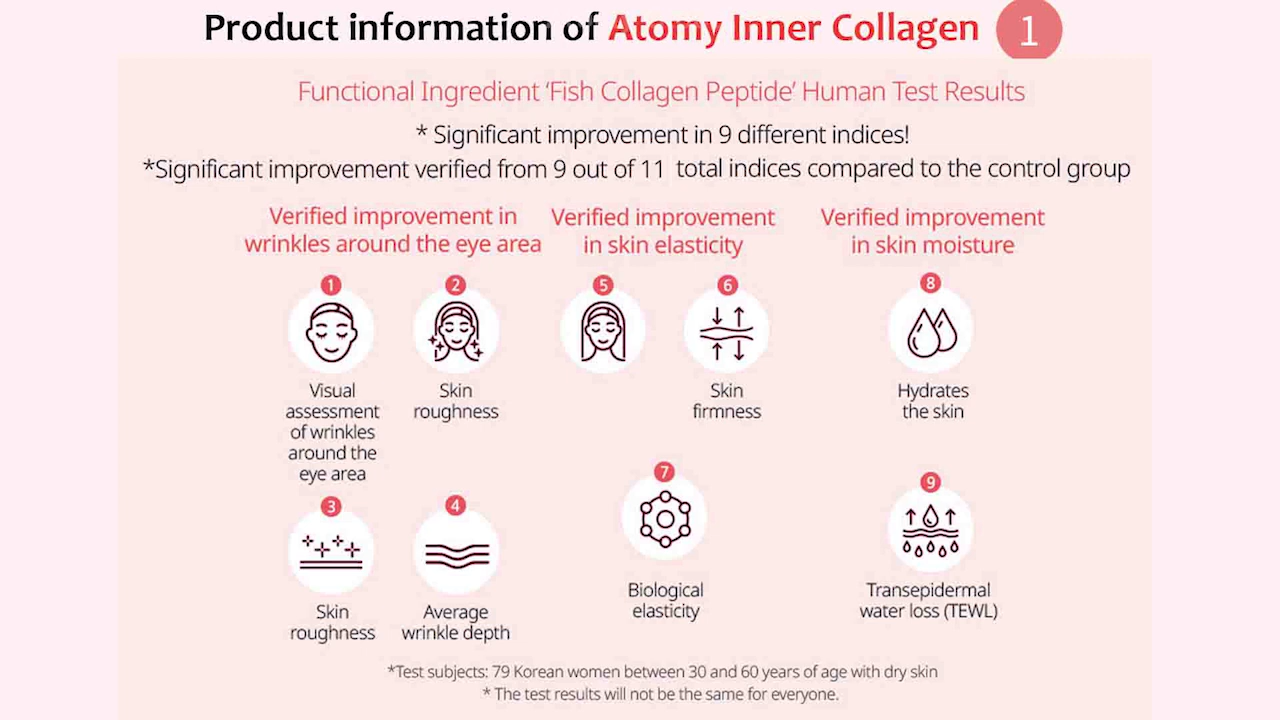 Product information of Atomy Inner Collagen 1
Functional Ingredient ‘Fish Collagen Peptide’ Human Test Results
* Significant improvement in 9 different indices!
*Significant improvement verified from 9 out of 11 total indices compared to the control group
Verified improvement in
wrinkles around the eye area
1
Visual
assessment
of wrinkles
around the
eye area
2
Skin
roughness
3
Skin
roughness
4
Average
wrinkle depth
Verified improvement
in skin elasticity
5
6
Skin
firmness
7
Biological
elasticity
Verified improvement
in skin moisture
8
Hydrates
the skin
9
Transepidermal
water loss (TEWL)
*Test subjects: 79 Korean women between 30 and 60 years of age with dry skin
* The test results will not be the same for everyone.